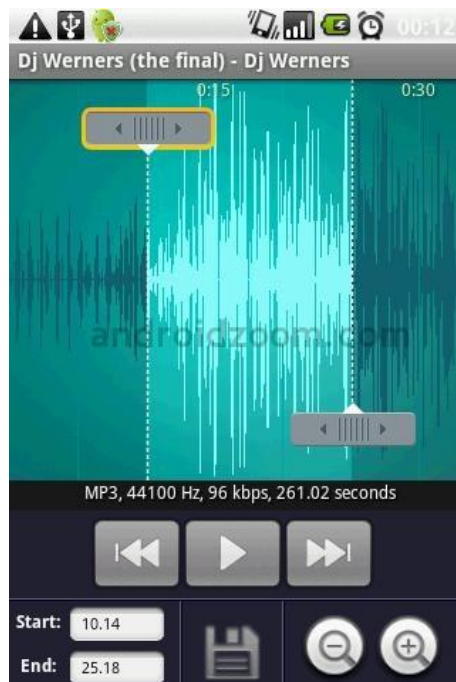 00:12
Dj Werners (the final) - Dj Werners
0:15 0:30
androidzoom.com
MP3, 44100 Hz, 96 kbps, 261.02 seconds
Start: 10.14
End: 25.18